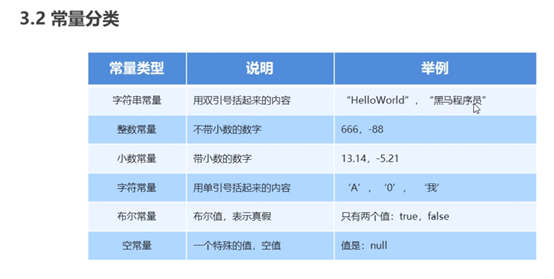 3.2 常量分类
常量类型 说明 举例
字符串常量 用双引号括起来的内容 “HelloWorld”，“黑马程序员”
整数常量 不带小数的数字 666，-88
小数常量 带小数的数字 13.14，-5.21
字符常量 用单引号括起来的内容 ‘A’，‘0’，‘我’
布尔常量 布尔值，表示真假 只有两个值：true，false
空常量 一个特殊的值，空值 值是：null